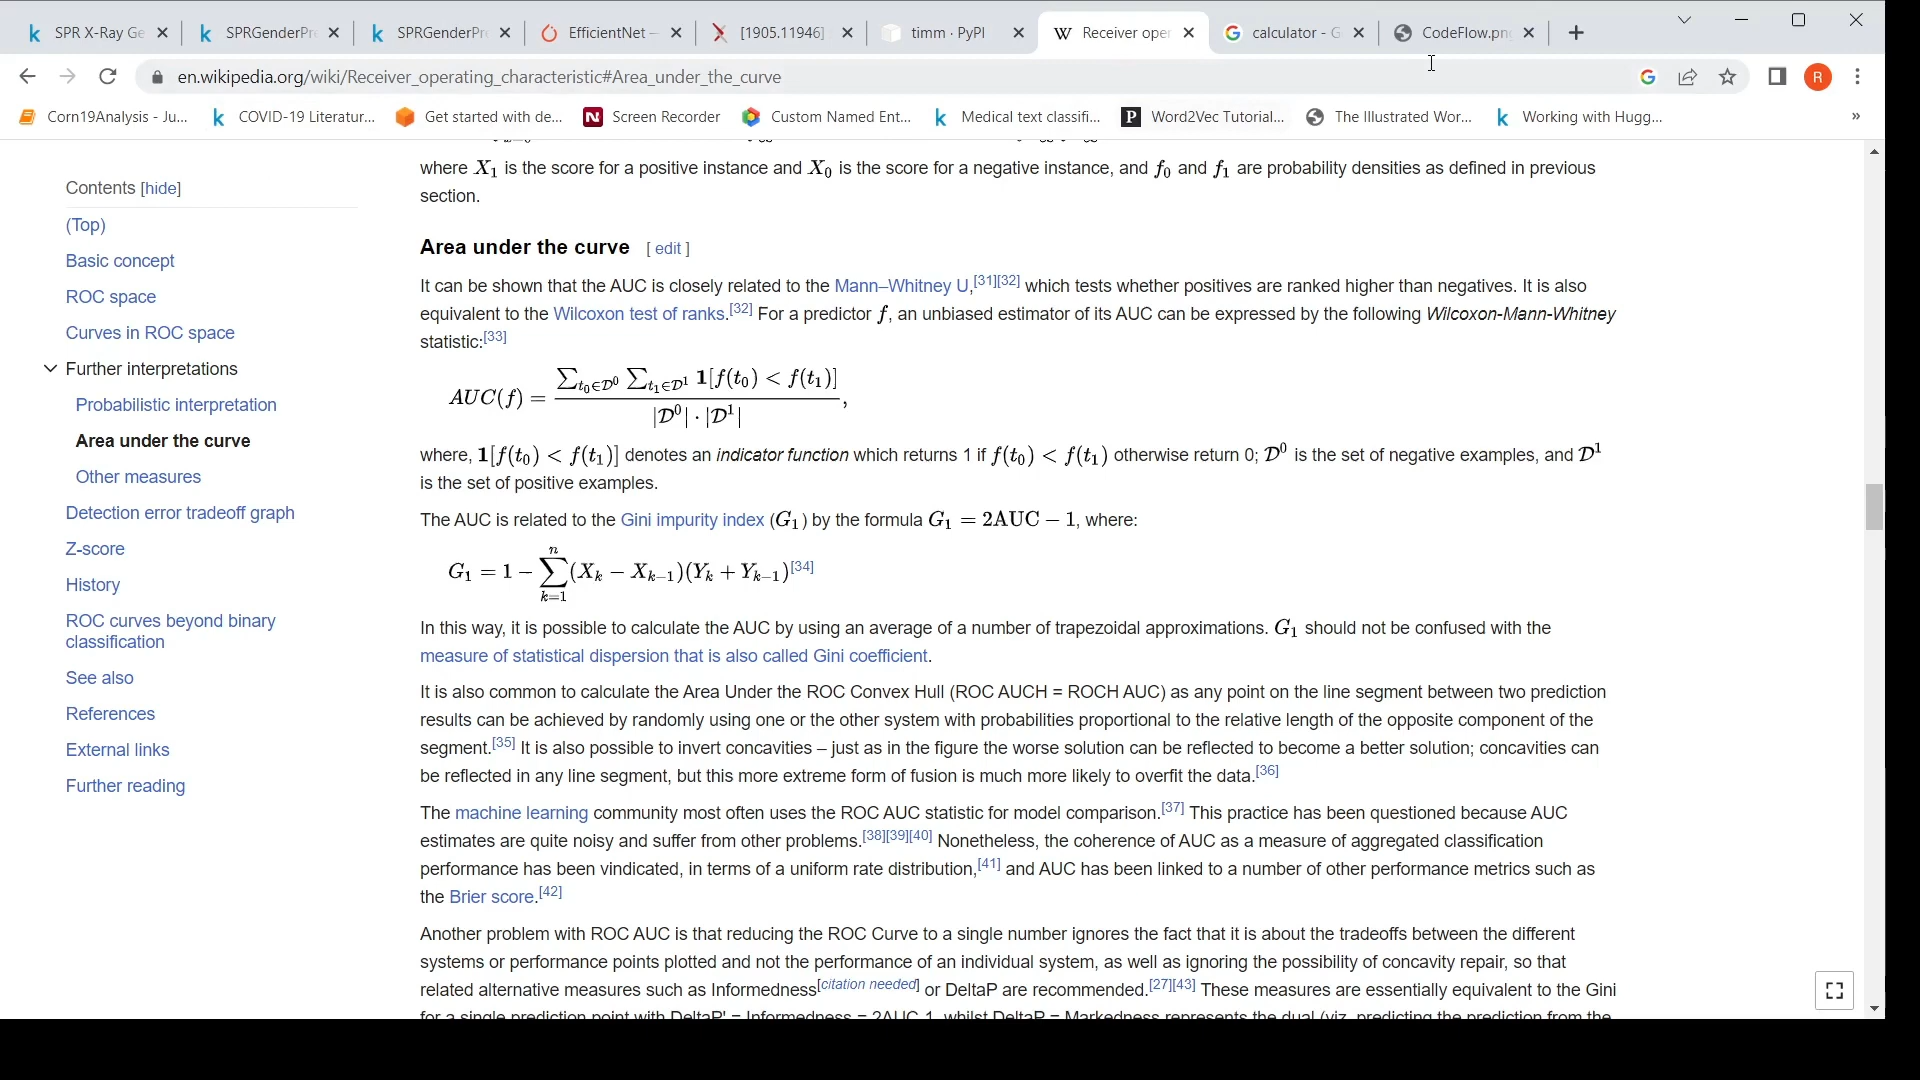 SPR X-Ray Ge
SPRGenderPr
SPRGenderPr
EfficientNet –
[1905.11946]
timm · PyPI
Receiver oper
calculator - G
CodeFlow.png
en.wikipedia.org/wiki/Receiver_operating_characteristic#Area_under_the_curve
R
Corn19Analysis - Ju...
COVID-19 Literatur...
Get started with de...
Screen Recorder
Custom Named Ent...
Medical text classifi...
Word2Vec Tutorial...
The Illustrated Wor...
Working with Hugg...
»
Contents [hide]
(Top)
Basic concept
ROC space
Curves in ROC space
Further interpretations
Probabilistic interpretation
Area under the curve
Other measures
Detection error tradeoff graph
Z-score
History
ROC curves beyond binary
classification
See also
References
External links
Further reading
where X₁ is the score for a positive instance and X₀ is the score for a negative instance, and f₀ and f₁ are probability densities as defined in previous
section.
Area under the curve [ edit ]
It can be shown that the AUC is closely related to the Mann–Whitney U,[31][32] which tests whether positives are ranked higher than negatives. It is also
equivalent to the Wilcoxon test of ranks.[32] For a predictor f, an unbiased estimator of its AUC can be expressed by the following Wilcoxon-Mann-Whitney
statistic:[33]
AUC(f) = ∑t₀∈D⁰ ∑t₁∈D¹ 1[f(t₀) < f(t₁)] / |D⁰| · |D¹|,
where, 1[f(t₀) < f(t₁)] denotes an indicator function which returns 1 if f(t₀) < f(t₁) otherwise return 0; D⁰ is the set of negative examples, and D¹
is the set of positive examples.
The AUC is related to the Gini impurity index (G₁) by the formula G₁ = 2AUC − 1, where:
G₁ = 1 − ∑ k=1 n (Xₖ − Xₖ₋₁)(Yₖ + Yₖ₋₁)[34]
In this way, it is possible to calculate the AUC by using an average of a number of trapezoidal approximations. G₁ should not be confused with the
measure of statistical dispersion that is also called Gini coefficient.
It is also common to calculate the Area Under the ROC Convex Hull (ROC AUCH = ROCH AUC) as any point on the line segment between two prediction
results can be achieved by randomly using one or the other system with probabilities proportional to the relative length of the opposite component of the
segment.[35] It is also possible to invert concavities – just as in the figure the worse solution can be reflected to become a better solution; concavities can
be reflected in any line segment, but this more extreme form of fusion is much more likely to overfit the data.[36]
The machine learning community most often uses the ROC AUC statistic for model comparison.[37] This practice has been questioned because AUC
estimates are quite noisy and suffer from other problems.[38][39][40] Nonetheless, the coherence of AUC as a measure of aggregated classification
performance has been vindicated, in terms of a uniform rate distribution,[41] and AUC has been linked to a number of other performance metrics such as
the Brier score.[42]
Another problem with ROC AUC is that reducing the ROC Curve to a single number ignores the fact that it is about the tradeoffs between the different
systems or performance points plotted and not the performance of an individual system, as well as ignoring the possibility of concavity repair, so that
related alternative measures such as Informedness[citation needed] or DeltaP are recommended.[27][43] These measures are essentially equivalent to the Gini
for a single prediction point with DeltaP' = Informedness = 2AUC-1, whilst DeltaP = Markedness represents the dual (viz. predicting the prediction from the